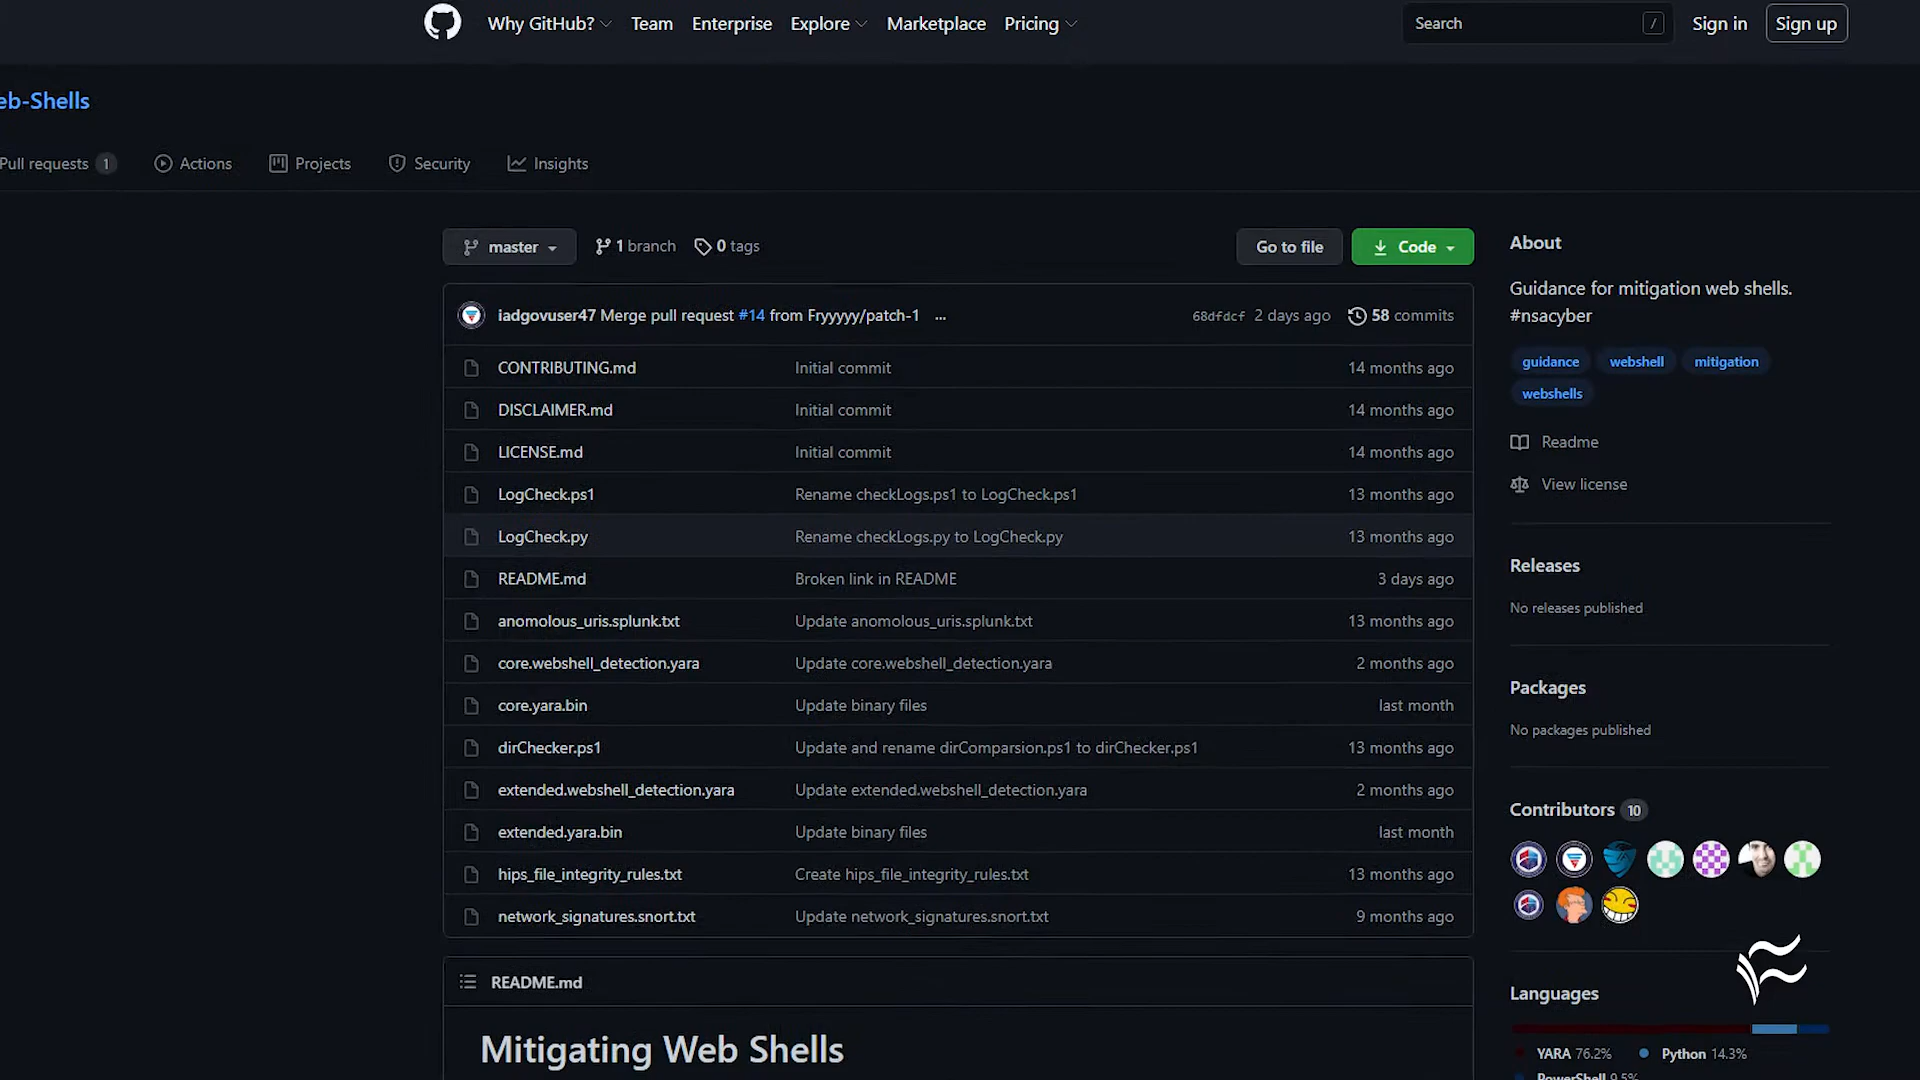 Why GitHub? Team Enterprise Explore Marketplace Pricing Search / Sign in Sign up
eb-Shells
Pull requests 1 Actions Projects Security Insights
master 1 branch 0 tags Go to file Code
iadgovuser47 Merge pull request #14 from Fryyyyy/patch-1 ... 68dfdcf 2 days ago 58 commits
CONTRIBUTING.md Initial commit 14 months ago
DISCLAIMER.md Initial commit 14 months ago
LICENSE.md Initial commit 14 months ago
LogCheck.ps1 Rename checkLogs.ps1 to LogCheck.ps1 13 months ago
LogCheck.py Rename checkLogs.py to LogCheck.py 13 months ago
README.md Broken link in README 3 days ago
anomolous_uris.splunk.txt Update anomolous_uris.splunk.txt 13 months ago
core.webshell_detection.yara Update core.webshell_detection.yara 2 months ago
core.yara.bin Update binary files last month
dirChecker.ps1 Update and rename dirComparsion.ps1 to dirChecker.ps1 13 months ago
extended.webshell_detection.yara Update extended.webshell_detection.yara 2 months ago
extended.yara.bin Update binary files last month
hips_file_integrity_rules.txt Create hips_file_integrity_rules.txt 13 months ago
network_signatures.snort.txt Update network_signatures.snort.txt 9 months ago
README.md
Mitigating Web Shells
About
Guidance for mitigation web shells.
#nsacyber
guidance webshell mitigation
webshells
Readme
View license
Releases
No releases published
Packages
No packages published
Contributors 10
Languages
YARA 76.2% Python 14.3%
PowerShell 9.5%